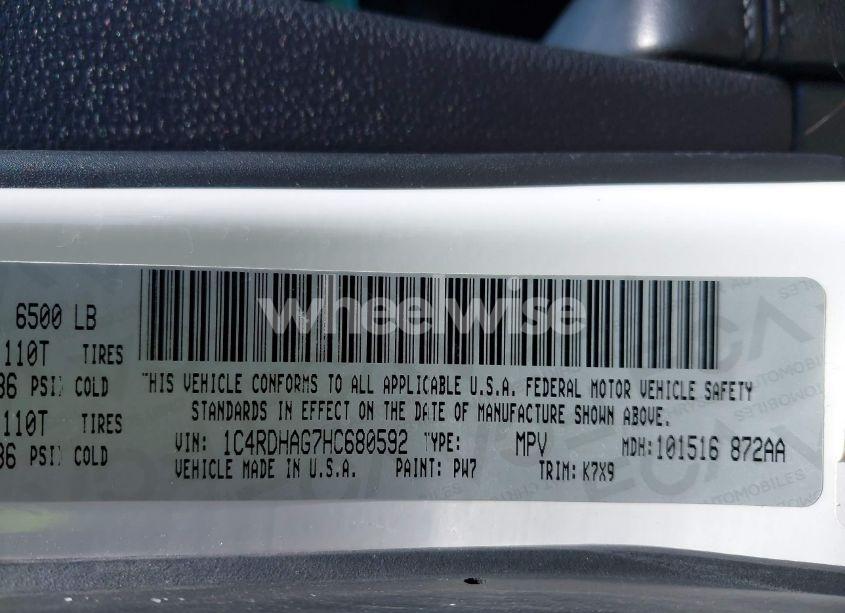 6500 LB
wheelwise
110T TIRES
36 PSI) COLD
110T TIRES
36 PSI) COLD
HIS VEHICLE CONFORMS TO ALL APPLICABLE U.S.A. FEDERAL MOTOR VEHICLE SAFETY
STANDARDS IN EFFECT ON THE DATE OF MANUFACTURE SHOWN ABOVE.
VIN: 1C4RDHAG7HC680592 TYPE: MPV MDH:101516 872AA
VEHICLE MADE IN U.S.A. PAINT: PW7 TRIM: K7X9